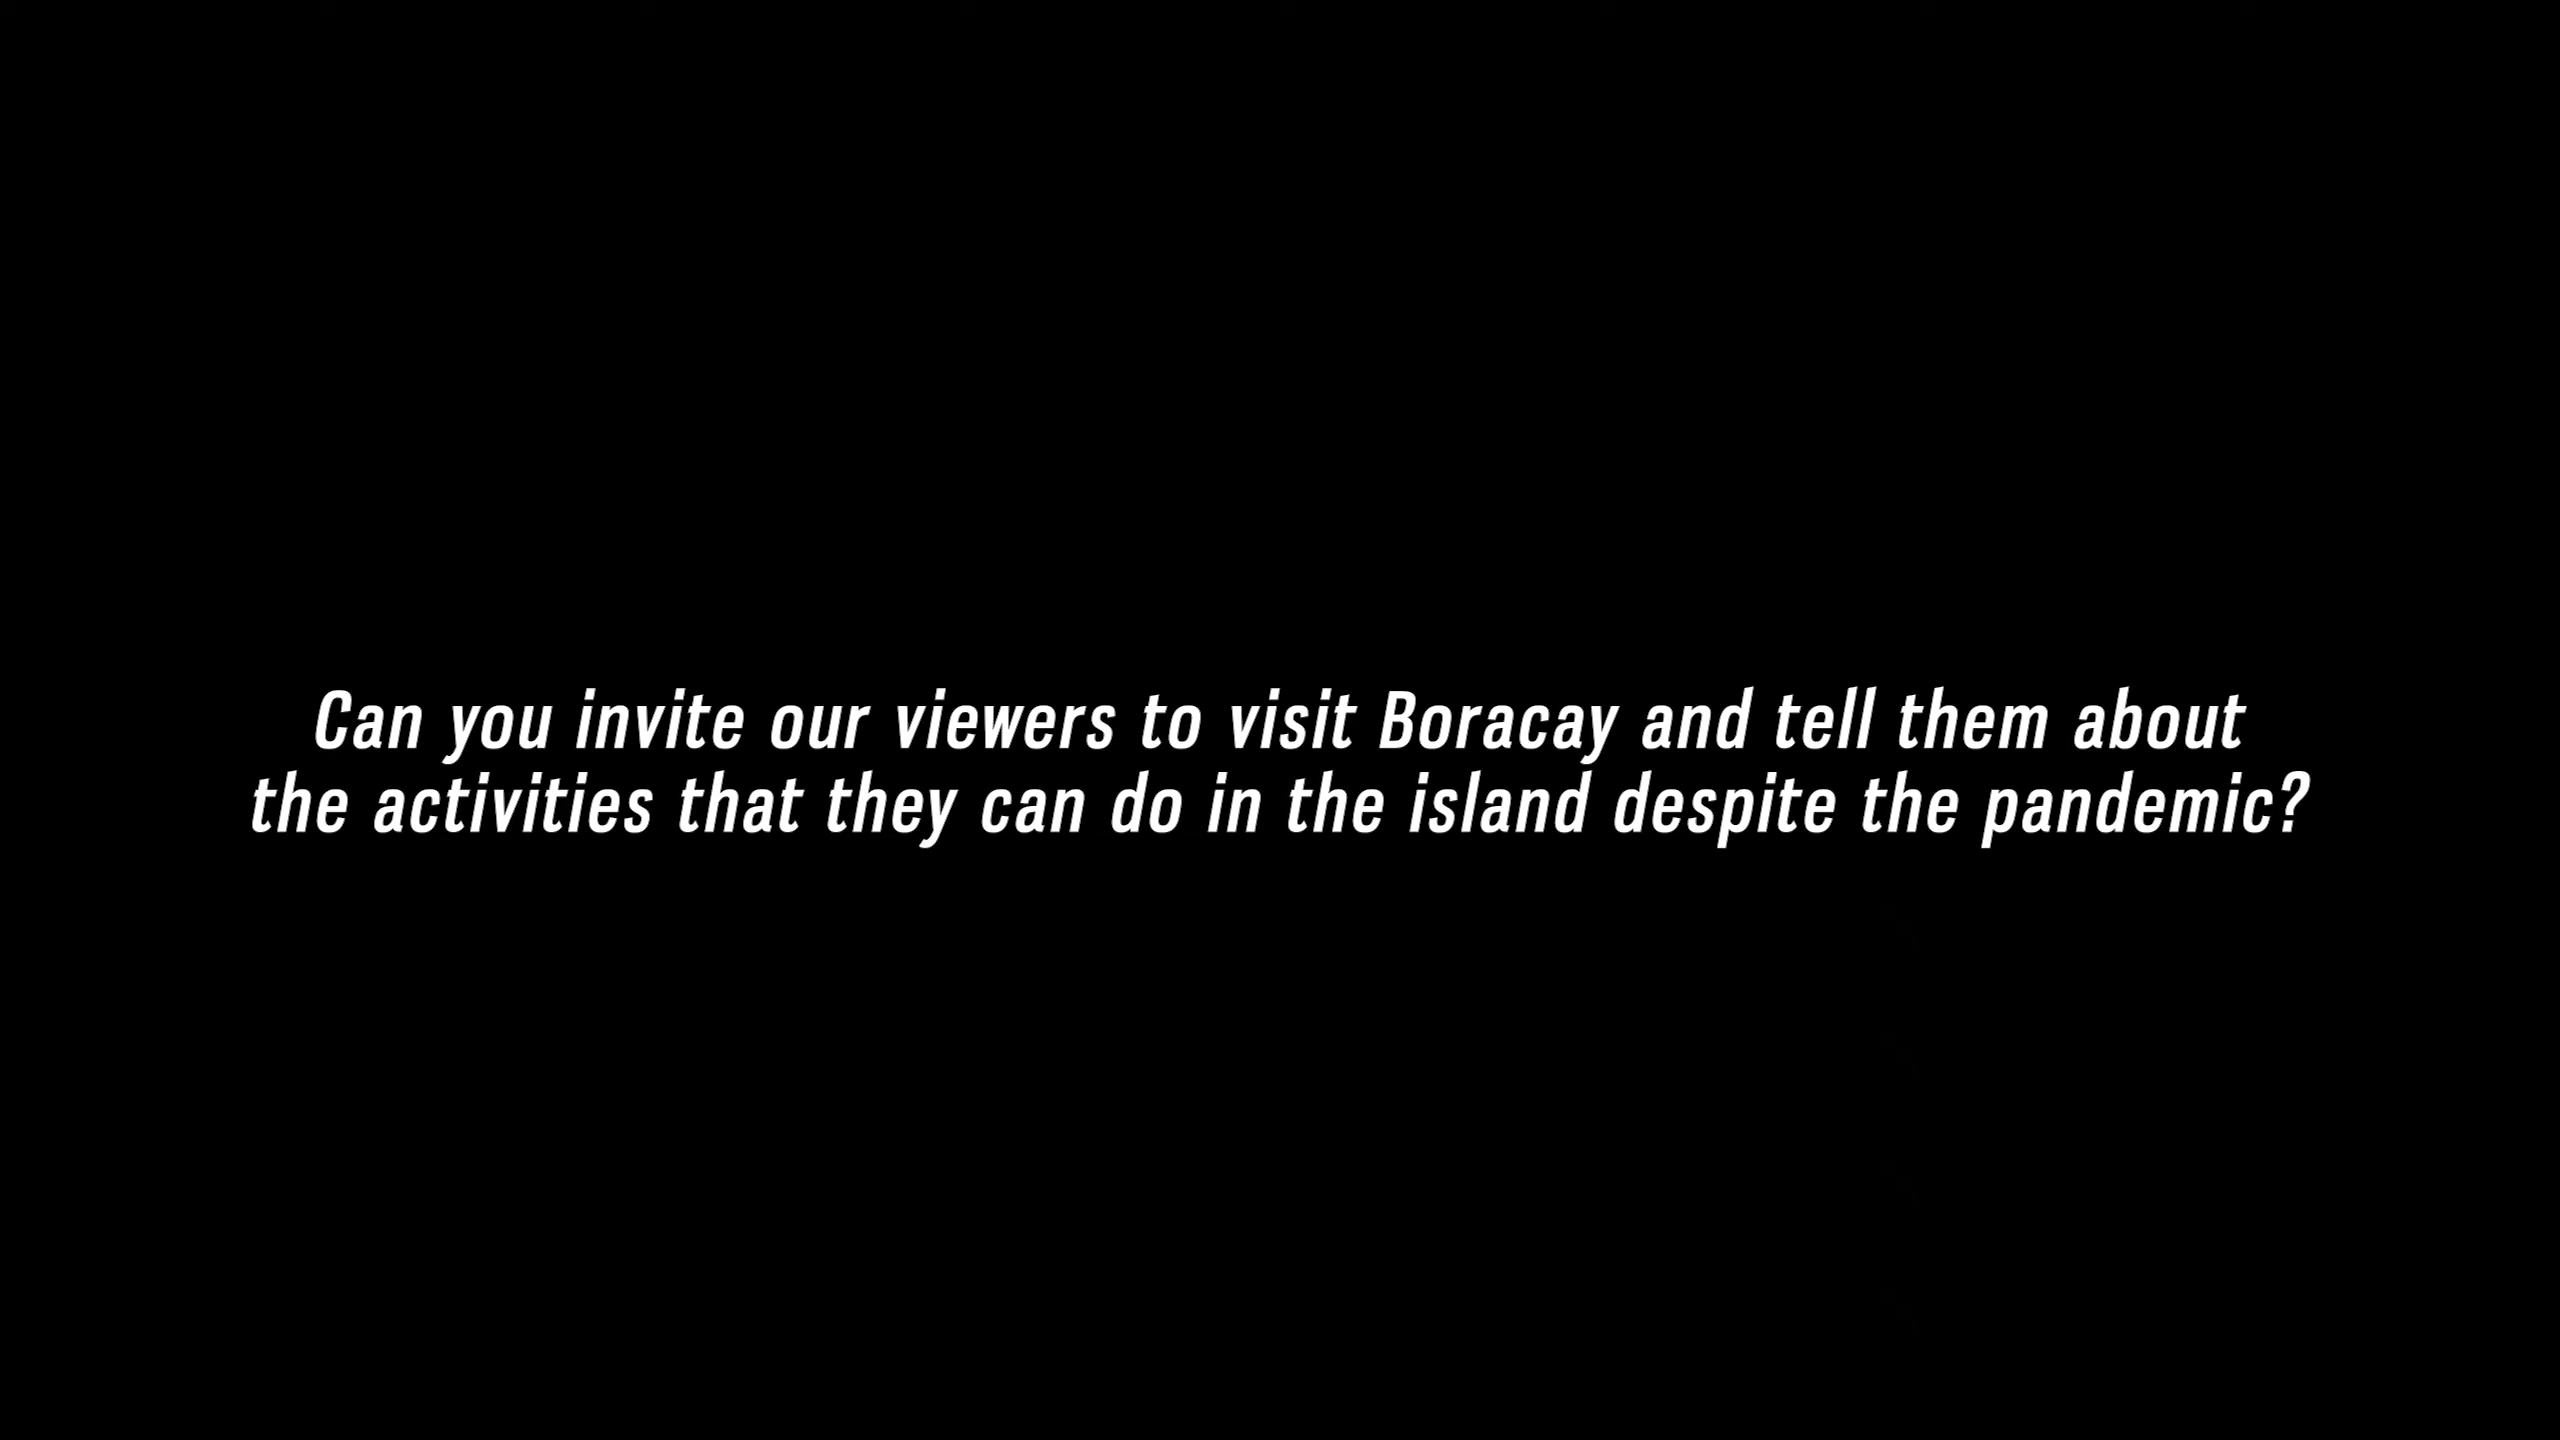 Can you invite our viewers to visit Boracay and tell them about
the activities that they can do in the island despite the pandemic?